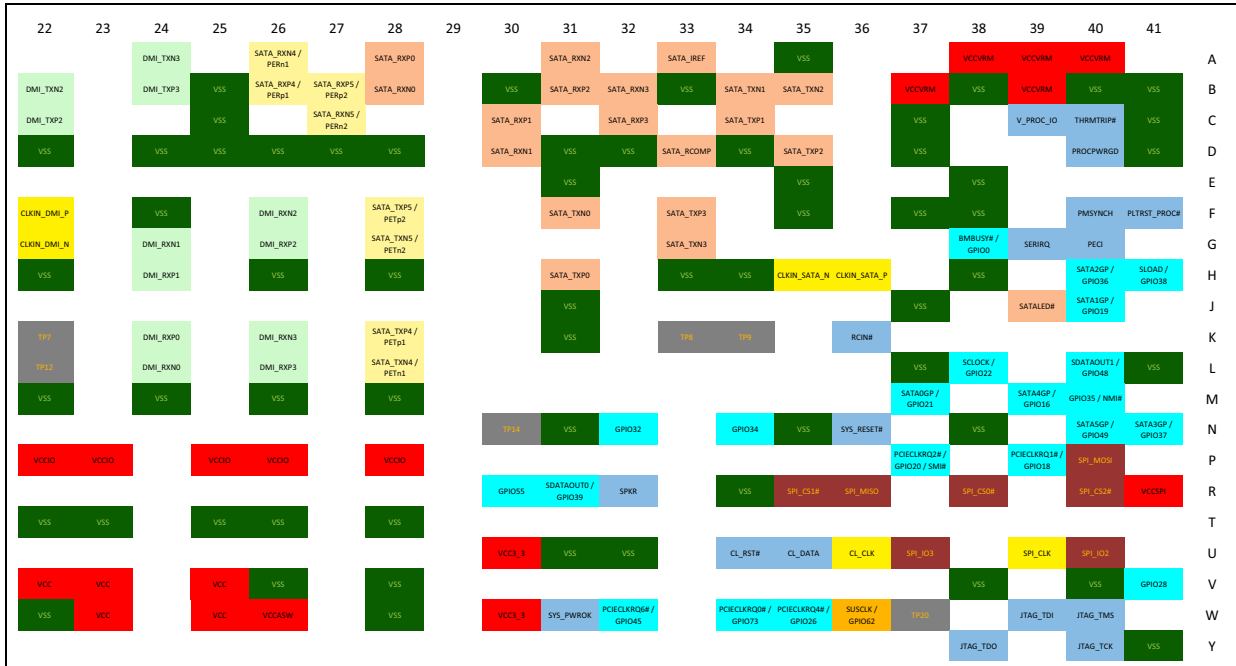 22 23 24 25 26 27 28 29 30 31 32 33 34 35 36 37 38 39 40 41
DMI_TXN3 SATA_RXN4 / PERn1 SATA_RXP0 SATA_RXN2 SATA_IREF VSS VCCVRM VCCVRM VCCVRM A
DMI_TXN2 DMI_TXP3 VSS SATA_RXP4 / PERp1 SATA_RXP5 / PERp2 SATA_RXN0 VSS SATA_RXP2 SATA_RXN3 VSS SATA_TXN1 SATA_TXN2 VCCVRM VSS VCCVRM VSS VSS B
DMI_TXP2 VSS SATA_RXN5 / PERn2 SATA_RXP1 SATA_RXP3 SATA_TXP1 VSS V_PROC_IO THRMTRIP# VSS C
VSS VSS VSS VSS VSS VSS SATA_RXN1 VSS VSS SATA_RCOMP VSS SATA_TXP2 VSS PROCPWRGD VSS D
VSS VSS VSS E
CLKIN_DMI_P VSS DMI_RXN2 SATA_TXP5 / PETp2 SATA_TXN0 SATA_TXP3 VSS VSS VSS PMSYNCH PLTRST_PROC# F
CLKIN_DMI_N DMI_RXN1 DMI_RXP2 SATA_TXN5 / PETn2 SATA_TXN3 BMBUSY# / GPIO0 SERIRQ PECI G
VSS DMI_RXP1 VSS VSS SATA_TXP0 VSS VSS CLKIN_SATA_N CLKIN_SATA_P VSS SATA2GP / GPIO36 SLOAD / GPIO38 H
VSS VSS SATALED# SATA1GP / GPIO19 J
TP7 DMI_RXP0 DMI_RXN3 SATA_TXP4 / PETp1 VSS TP8 TP9 RCIN# K
TP12 DMI_RXN0 DMI_RXP3 SATA_TXN4 / PETn1 VSS SCLOCK / GPIO22 SDATAOUT1 / GPIO48 VSS L
VSS VSS VSS VSS SATA0GP / GPIO21 SATA4GP / GPIO16 GPIO35 / NMI# M
TP14 VSS GPIO32 GPIO34 VSS SYS_RESET# VSS SATA5GP / GPIO49 SATA3GP / GPIO37 N
VCCIO VCCIO VCCIO VCCIO VCCIO PCIECLKRQ2# / GPIO20 / SMI# PCIECLKRQ1# / GPIO18 SPI_MOSI P
GPIO55 SDATAOUT0 / GPIO39 SPKR VSS SPI_CS1# SPI_MISO SPI_CS0# SPI_CS2# VCCSPI R
VSS VSS VSS VSS VSS T
VCC3_3 VSS VSS CL_RST# CL_DATA CL_CLK SPI_IO3 SPI_CLK SPI_IO2 U
VCC VCC VCC VSS VSS VSS VSS GPIO28 V
VSS VCC VCC VCCASW VSS VCC3_3 SYS_PWROK PCIECLKRQ6# / GPIO45 PCIECLKRQ0# / GPIO73 PCIECLKRQ4# / GPIO26 SUSCLK / GPIO62 TP20 JTAG_TDI JTAG_TMS W
JTAG_TDO JTAG_TCK VSS Y